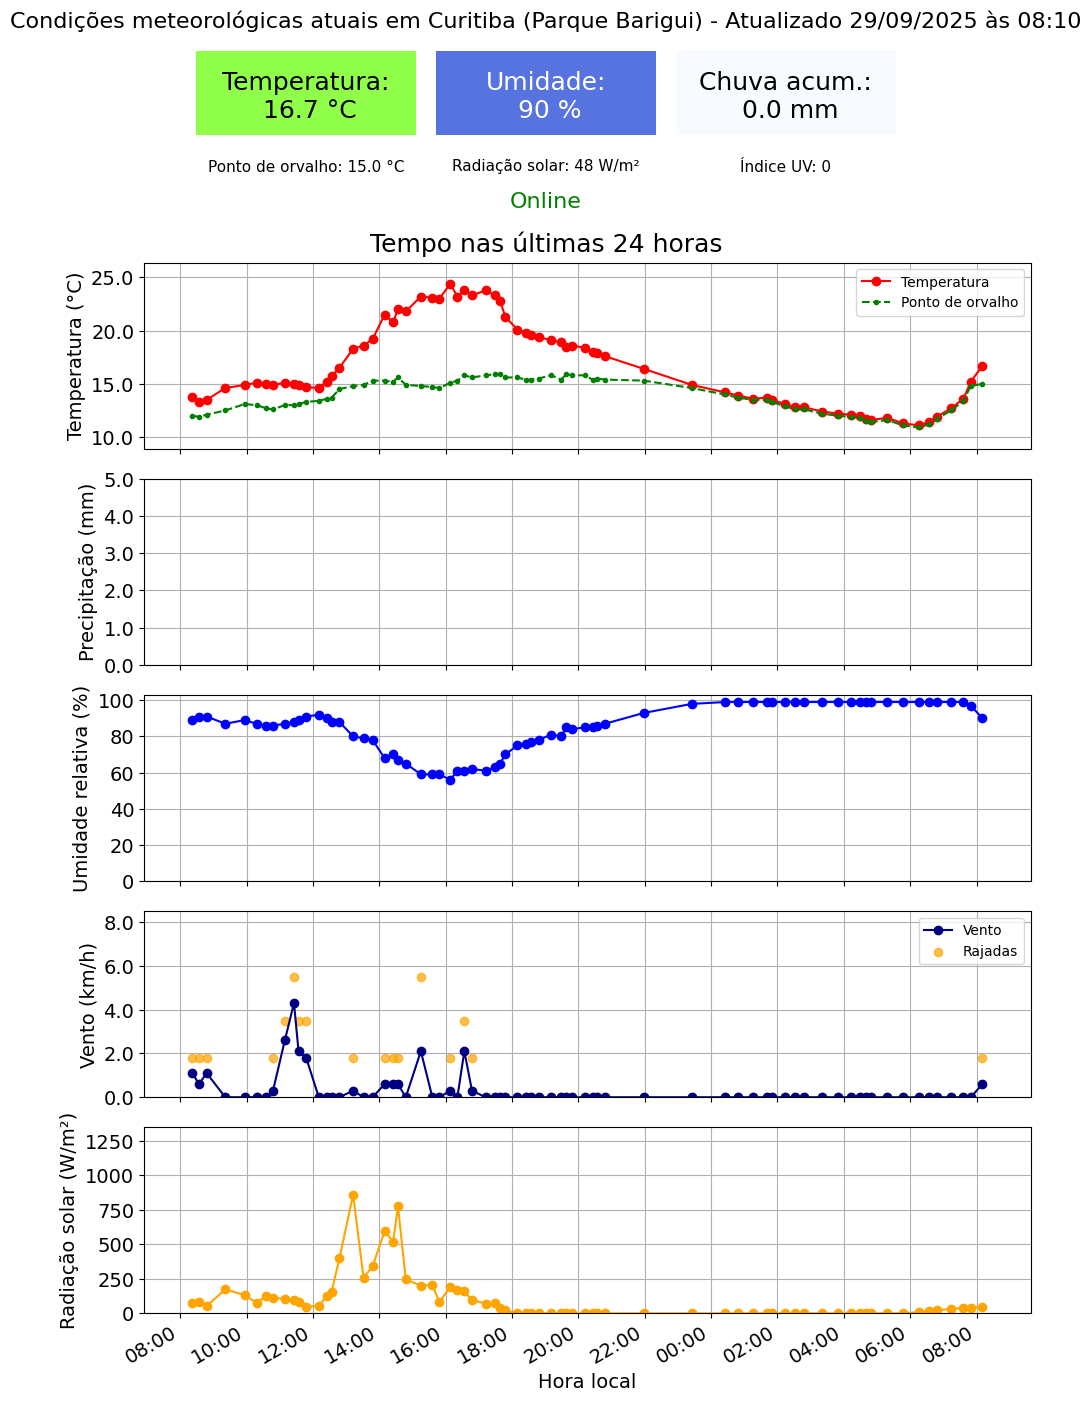 Condições meteorológicas atuais em Curitiba (Parque Barigui) - Atualizado 29/09/2025 às 08:10
Temperatura:
16.7 °C
Umidade:
90 %
Chuva acum.:
0.0 mm
Ponto de orvalho: 15.0 °C
Radiação solar: 48 W/m²
Índice UV: 0
Online
Tempo nas últimas 24 horas
Temperatura (°C)
25.0
20.0
15.0
10.0
Temperatura
Ponto de orvalho
Precipitação (mm)
5.0
4.0
3.0
2.0
1.0
0.0
Umidade relativa (%)
100
80
60
40
20
0
Vento (km/h)
8.0
6.0
4.0
2.0
0.0
Vento
Rajadas
Radiação solar (W/m²)
1250
1000
750
500
250
0
08:00
10:00
12:00
14:00
16:00
18:00
20:00
22:00
00:00
02:00
04:00
06:00
08:00
Hora local